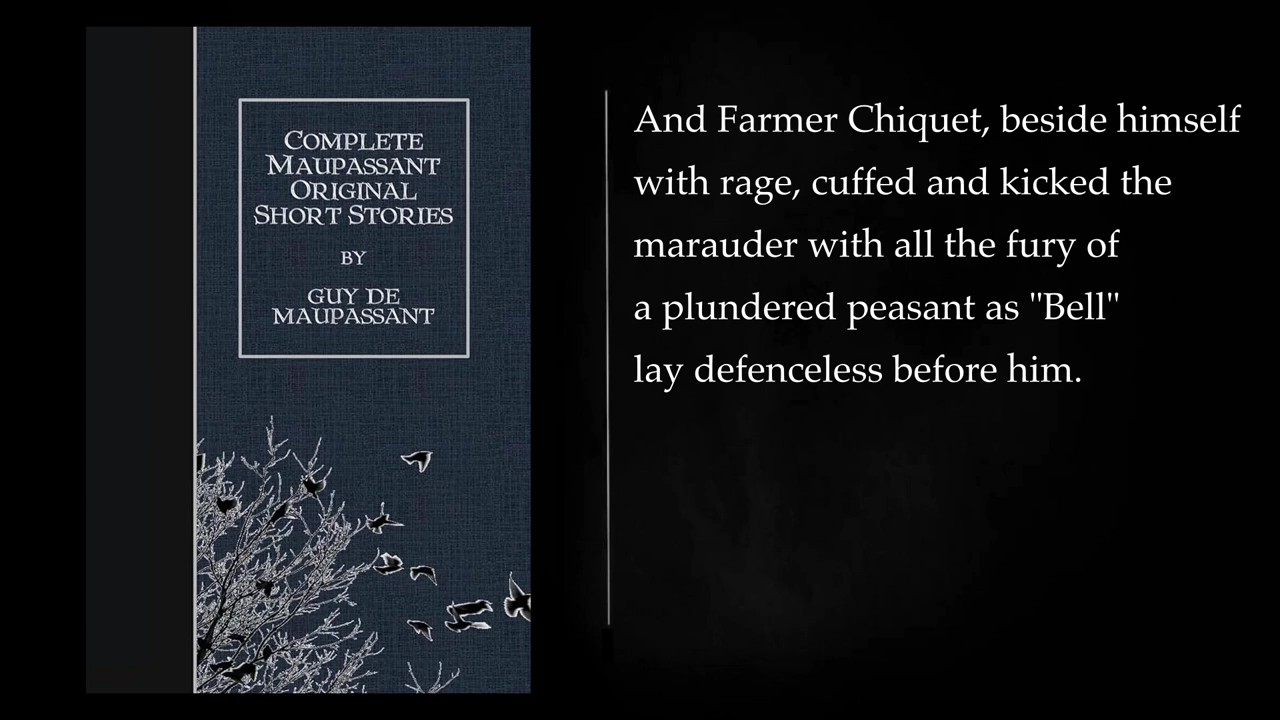 COMPLETE
MAUPASSANT
ORIGINAL
SHORT STORIES
BY
GUY DE
MAUPASSANT
And Farmer Chiquet, beside himself
with rage, cuffed and kicked the
marauder with all the fury of
a plundered peasant as "Bell"
lay defenceless before him.